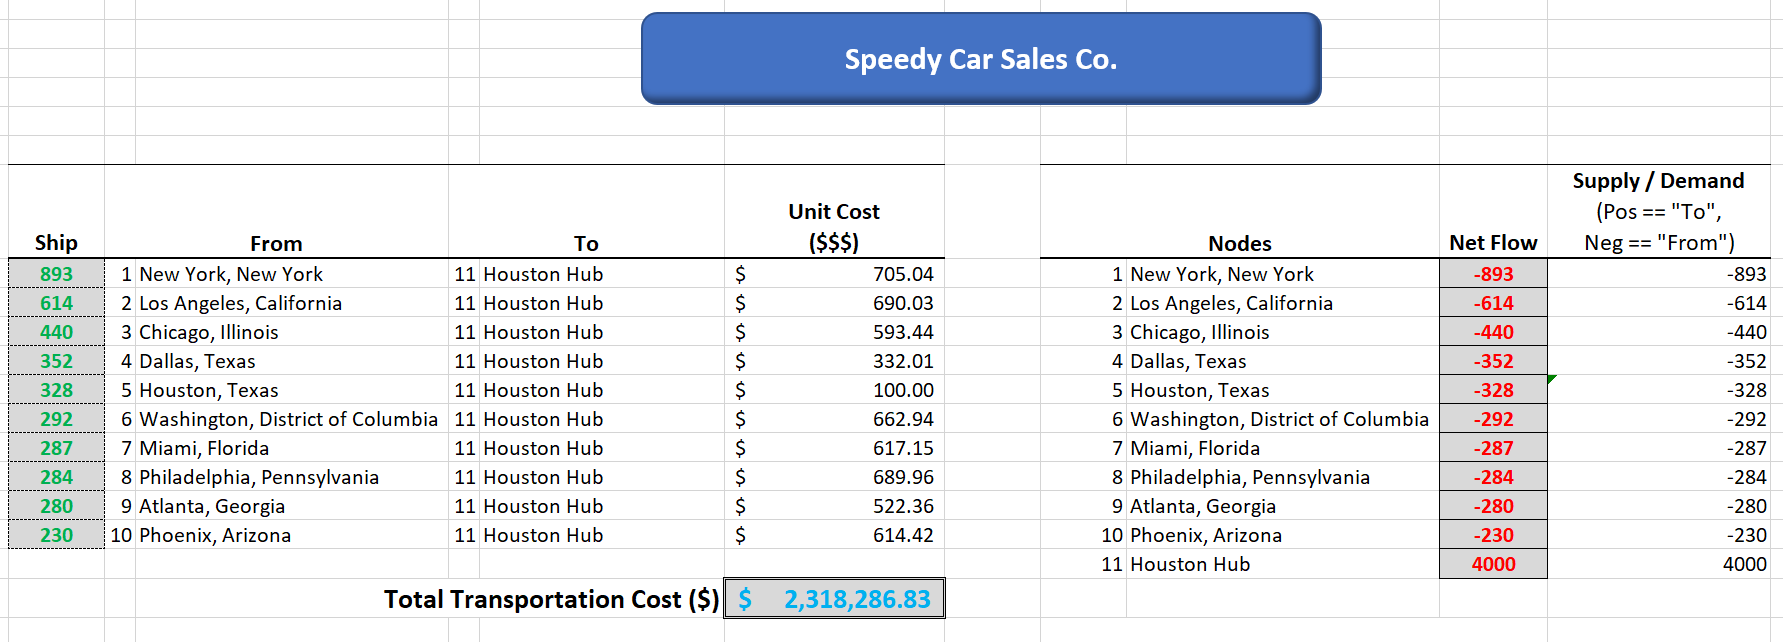 Speedy Car Sales Co.
Ship From To Unit Cost ($$$)
893 1 New York, New York 11 Houston Hub $ 705.04
614 2 Los Angeles, California 11 Houston Hub $ 690.03
440 3 Chicago, Illinois 11 Houston Hub $ 593.44
352 4 Dallas, Texas 11 Houston Hub $ 332.01
328 5 Houston, Texas 11 Houston Hub $ 100.00
292 6 Washington, District of Columbia 11 Houston Hub $ 662.94
287 7 Miami, Florida 11 Houston Hub $ 617.15
284 8 Philadelphia, Pennsylvania 11 Houston Hub $ 689.96
280 9 Atlanta, Georgia 11 Houston Hub $ 522.36
230 10 Phoenix, Arizona 11 Houston Hub $ 614.42
Total Transportation Cost ($) $ 2,318,286.83
Nodes Net Flow Supply / Demand (Pos == "To", Neg == "From")
1 New York, New York -893 -893
2 Los Angeles, California -614 -614
3 Chicago, Illinois -440 -440
4 Dallas, Texas -352 -352
5 Houston, Texas -328 -328
6 Washington, District of Columbia -292 -292
7 Miami, Florida -287 -287
8 Philadelphia, Pennsylvania -284 -284
9 Atlanta, Georgia -280 -280
10 Phoenix, Arizona -230 -230
11 Houston Hub 4000 4000